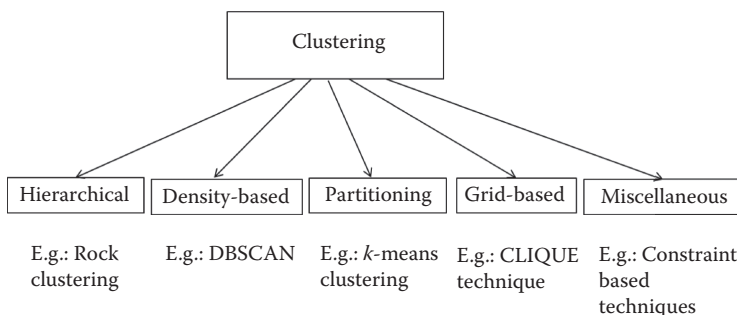 Clustering
Hierarchical
Density-based
Partitioning
Grid-based
Miscellaneous
E.g.: Rock
clustering
E.g.: DBSCAN
E.g.: k-means
clustering
E.g.: CLIQUE
technique
E.g.: Constraint
based
techniques